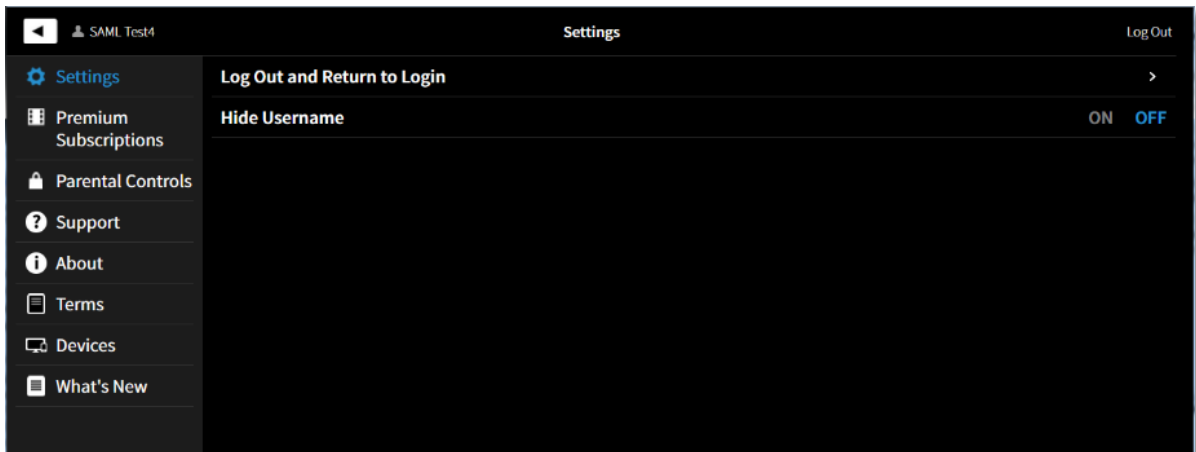 SAML Test4
Settings
Log Out
Settings
Premium
Subscriptions
Parental Controls
Support
About
Terms
Devices
What's New
Log Out and Return to Login
Hide Username
ON OFF